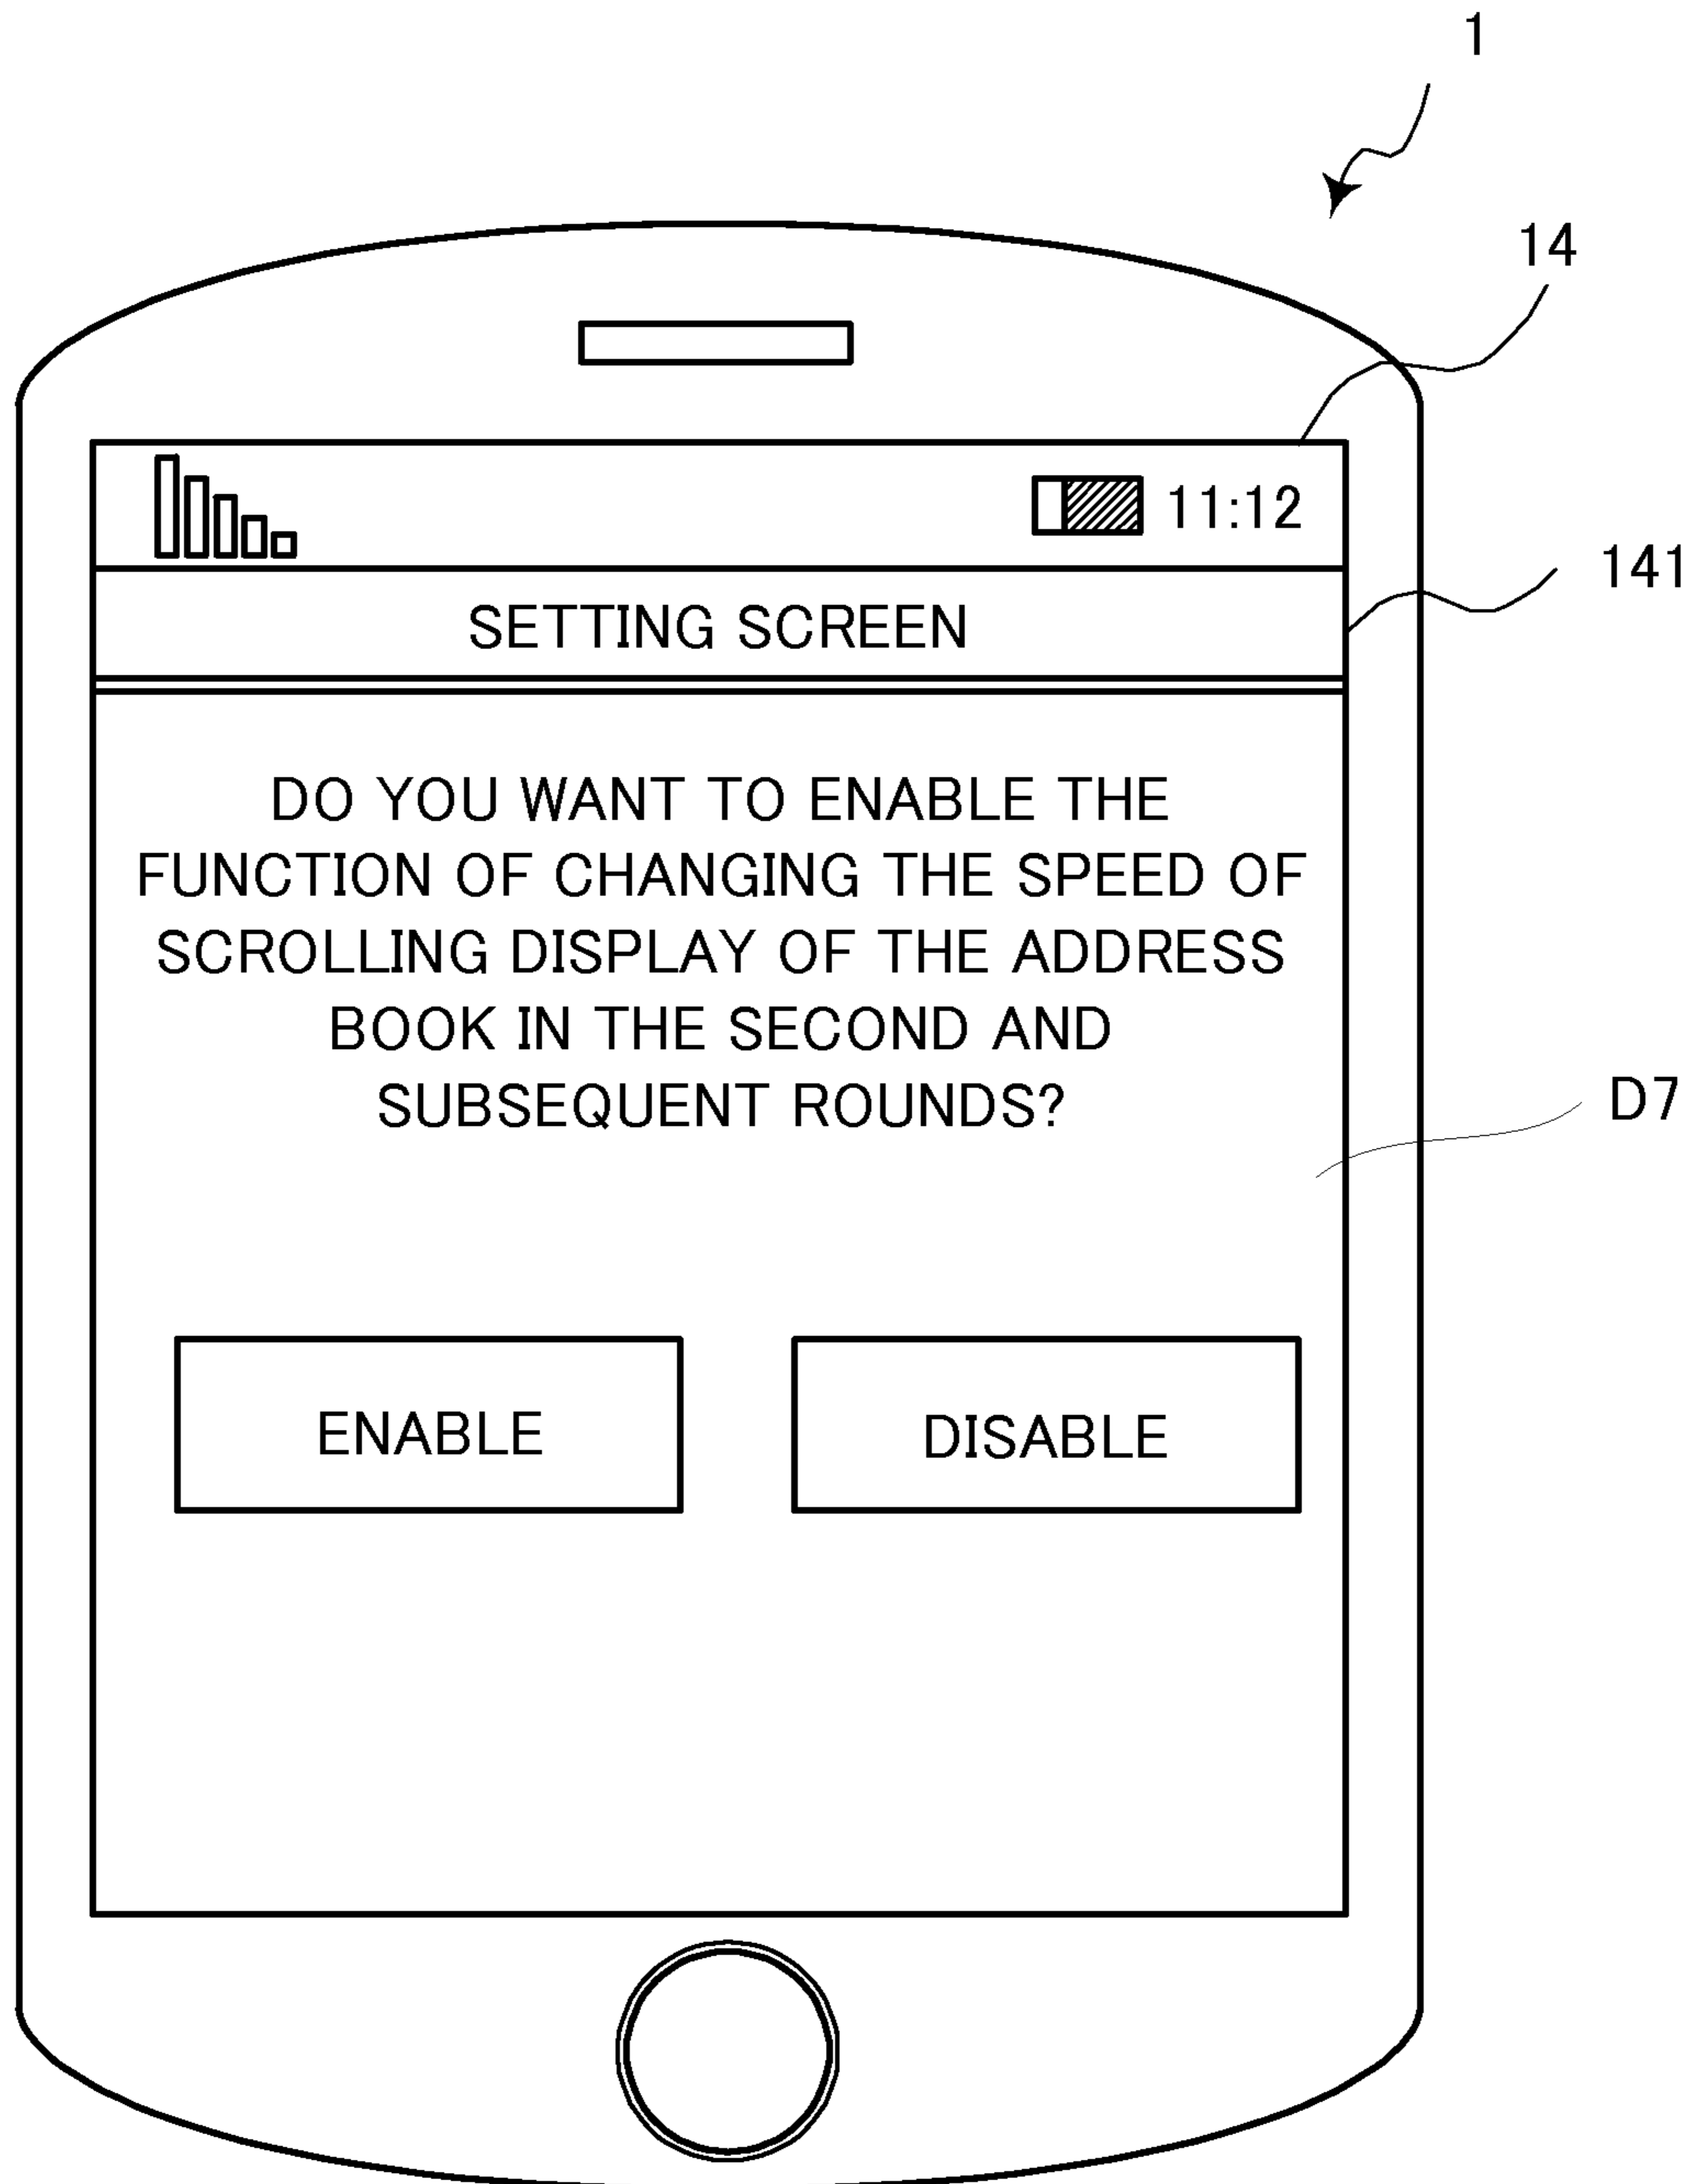 1
14
11:12
141
SETTING SCREEN
DO YOU WANT TO ENABLE THE
FUNCTION OF CHANGING THE SPEED OF
SCROLLING DISPLAY OF THE ADDRESS
BOOK IN THE SECOND AND
SUBSEQUENT ROUNDS?
D7
ENABLE
DISABLE